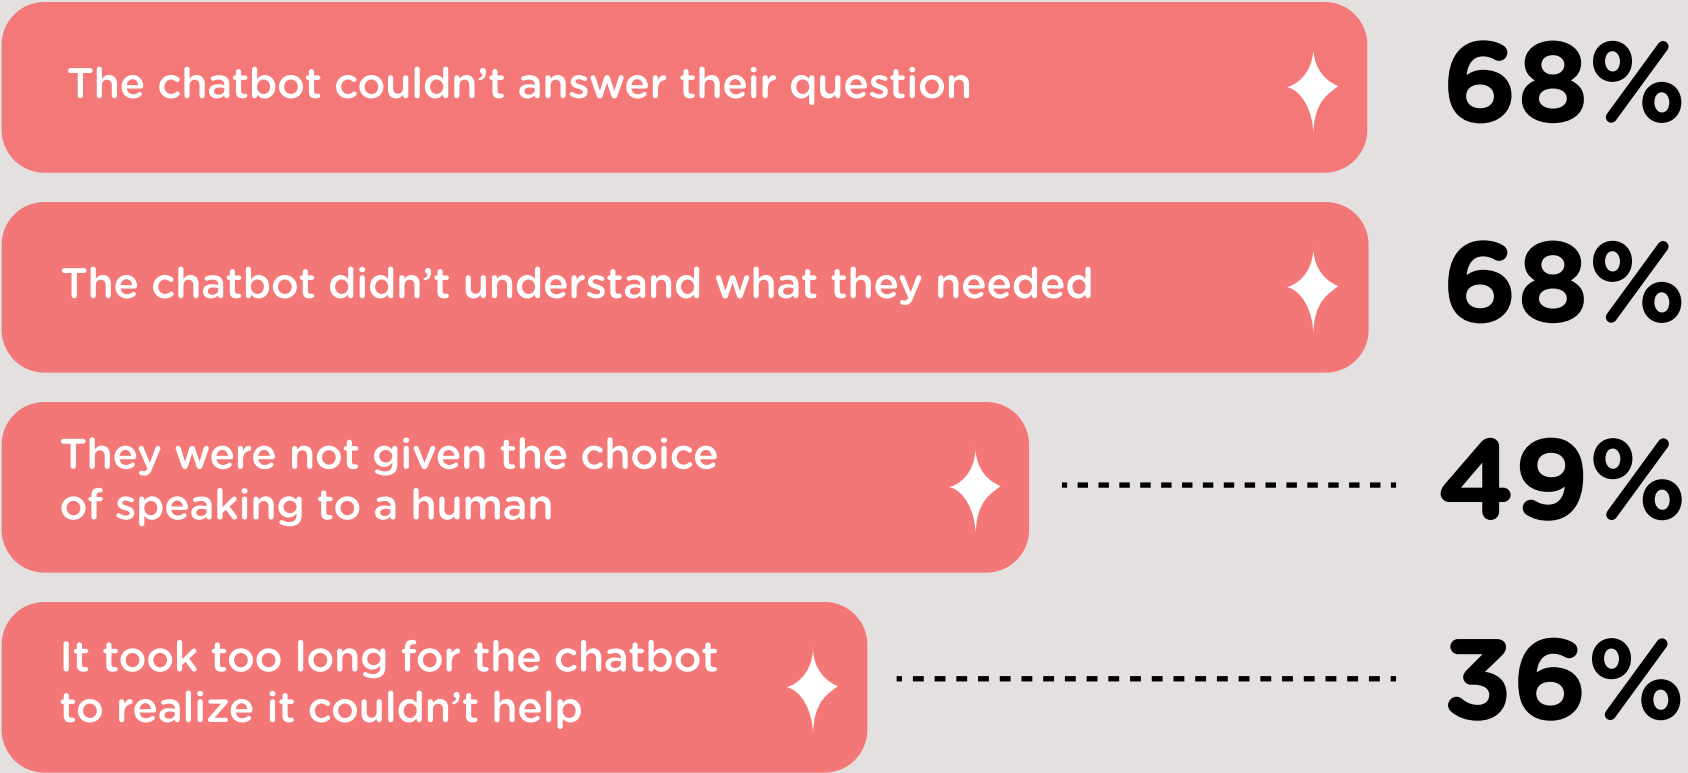 The chatbot couldn’t answer their question 68%
The chatbot didn’t understand what they needed 68%
They were not given the choice
of speaking to a human 49%
It took too long for the chatbot
to realize it couldn’t help 36%